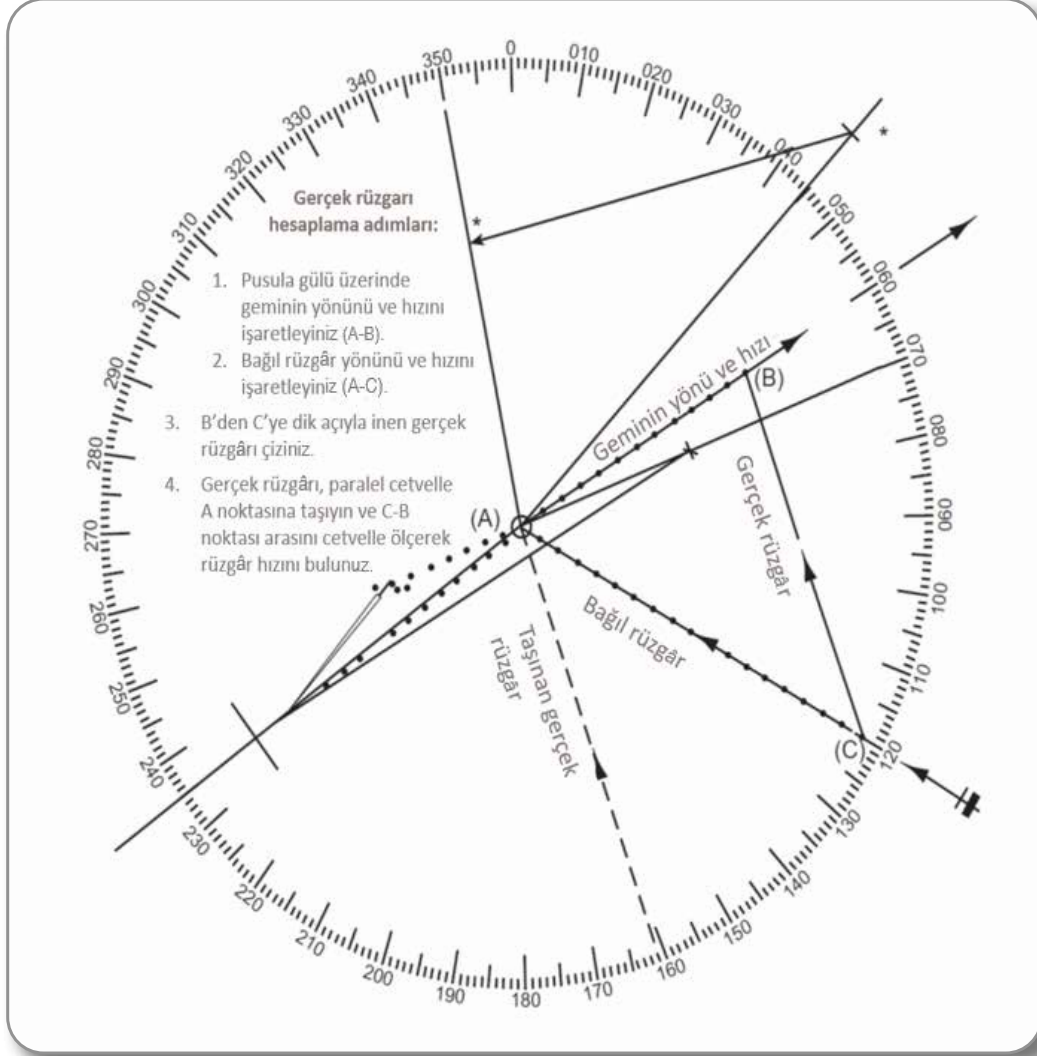 0
010
020
030
040
050
060
070
080
060
100
110
120
130
140
150
160
170
180
190
200
210
220
230
240
250
260
270
280
290
300
310
320
330
340
350
Gerçek rüzgarı
hesaplama adımları:
1. Pusula gülü üzerinde
geminin yönünü ve hızını
işaretleyiniz (A-B).
2. Bağıl rüzgâr yönünü ve hızını
işaretleyiniz (A-C).
3. B'den C'ye dik açıyla inen gerçek
rüzgârı çiziniz.
4. Gerçek rüzgârı, paralel cetvelle
A noktasına taşıyın ve C-B
noktası arasını cetvelle ölçerek
rüzgâr hızını bulunuz.
*
*
Geminin yönü ve hızı
(B)
(A)
Gerçek rüzgâr
Bağıl rüzgâr
(C)
Taşınan gerçek
rüzgâr